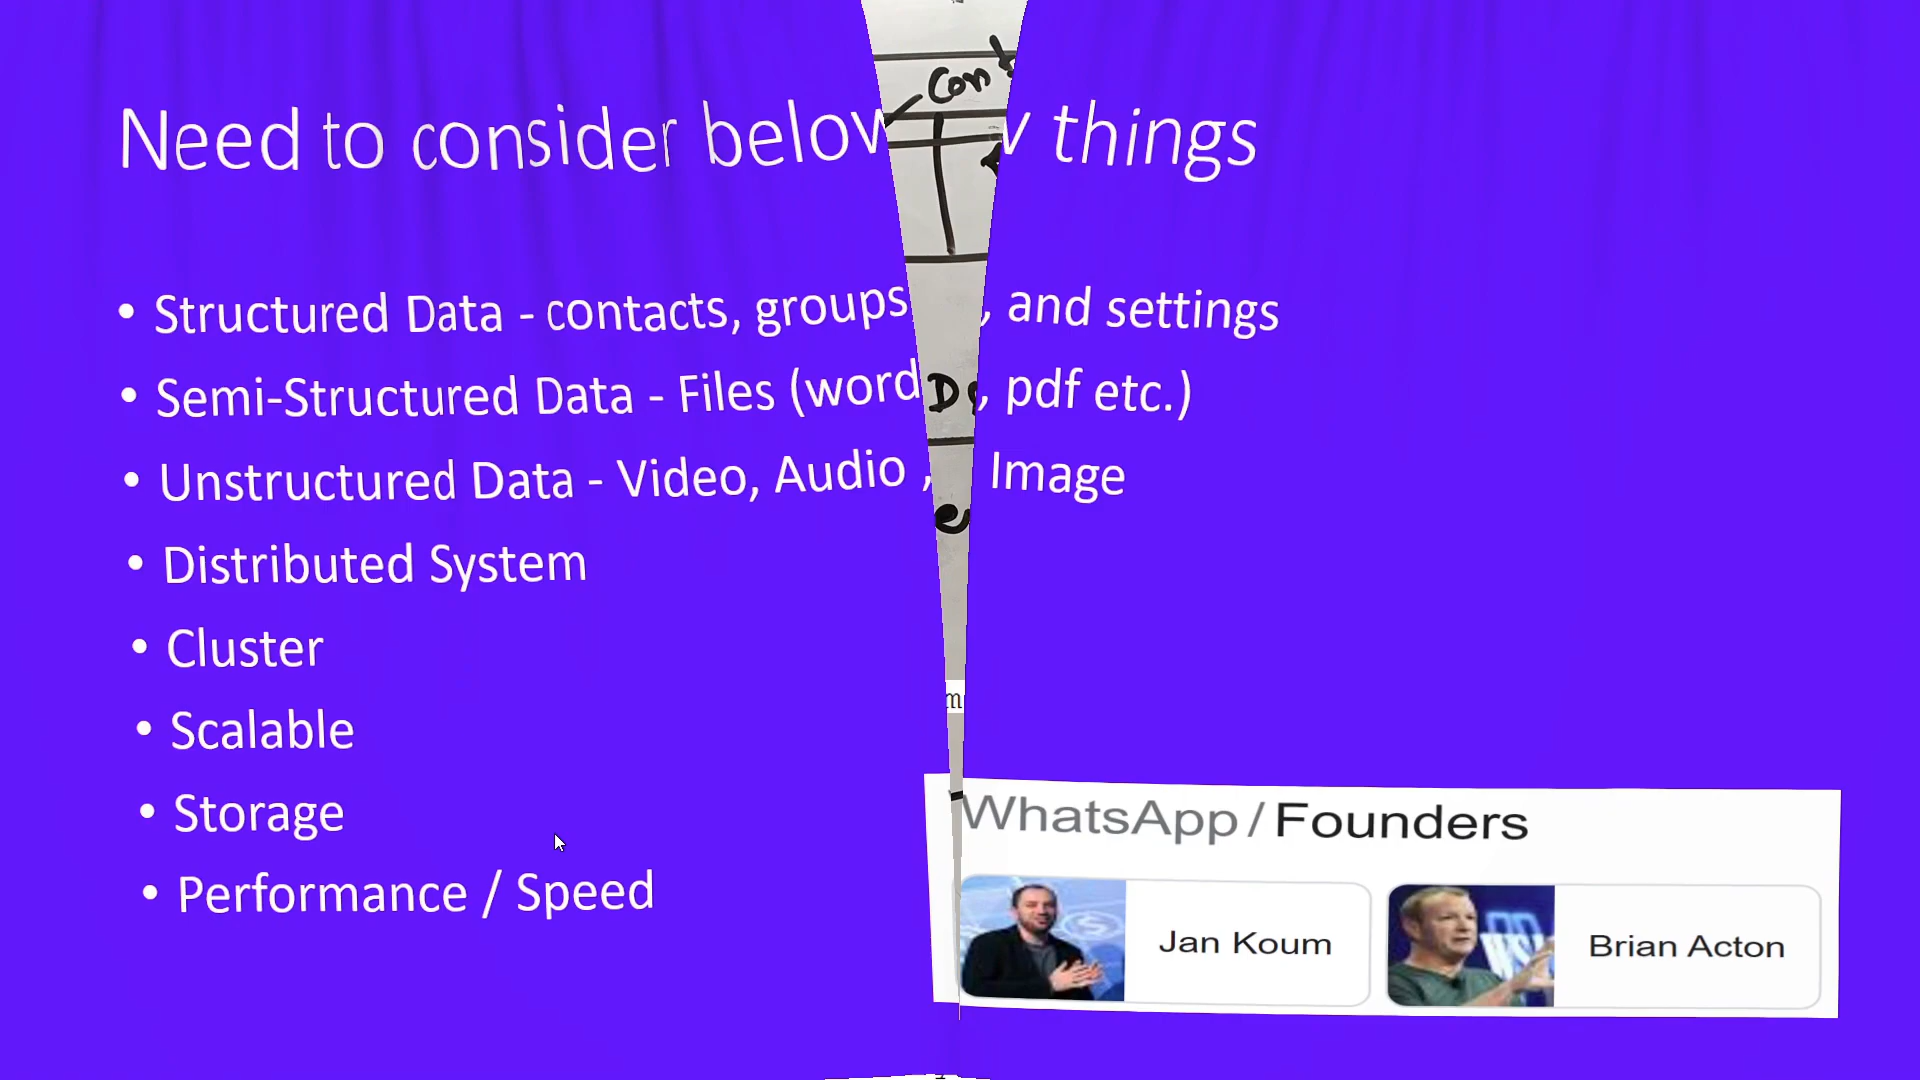 Need to consider below things
Structured Data - contacts, groups, and settings
Semi-Structured Data - Files (word, pdf etc.)
Unstructured Data - Video, Audio , Image
Distributed System
Cluster
Scalable
Storage
Performance / Speed
WhatsApp / Founders
Jan Koum
Brian Acton